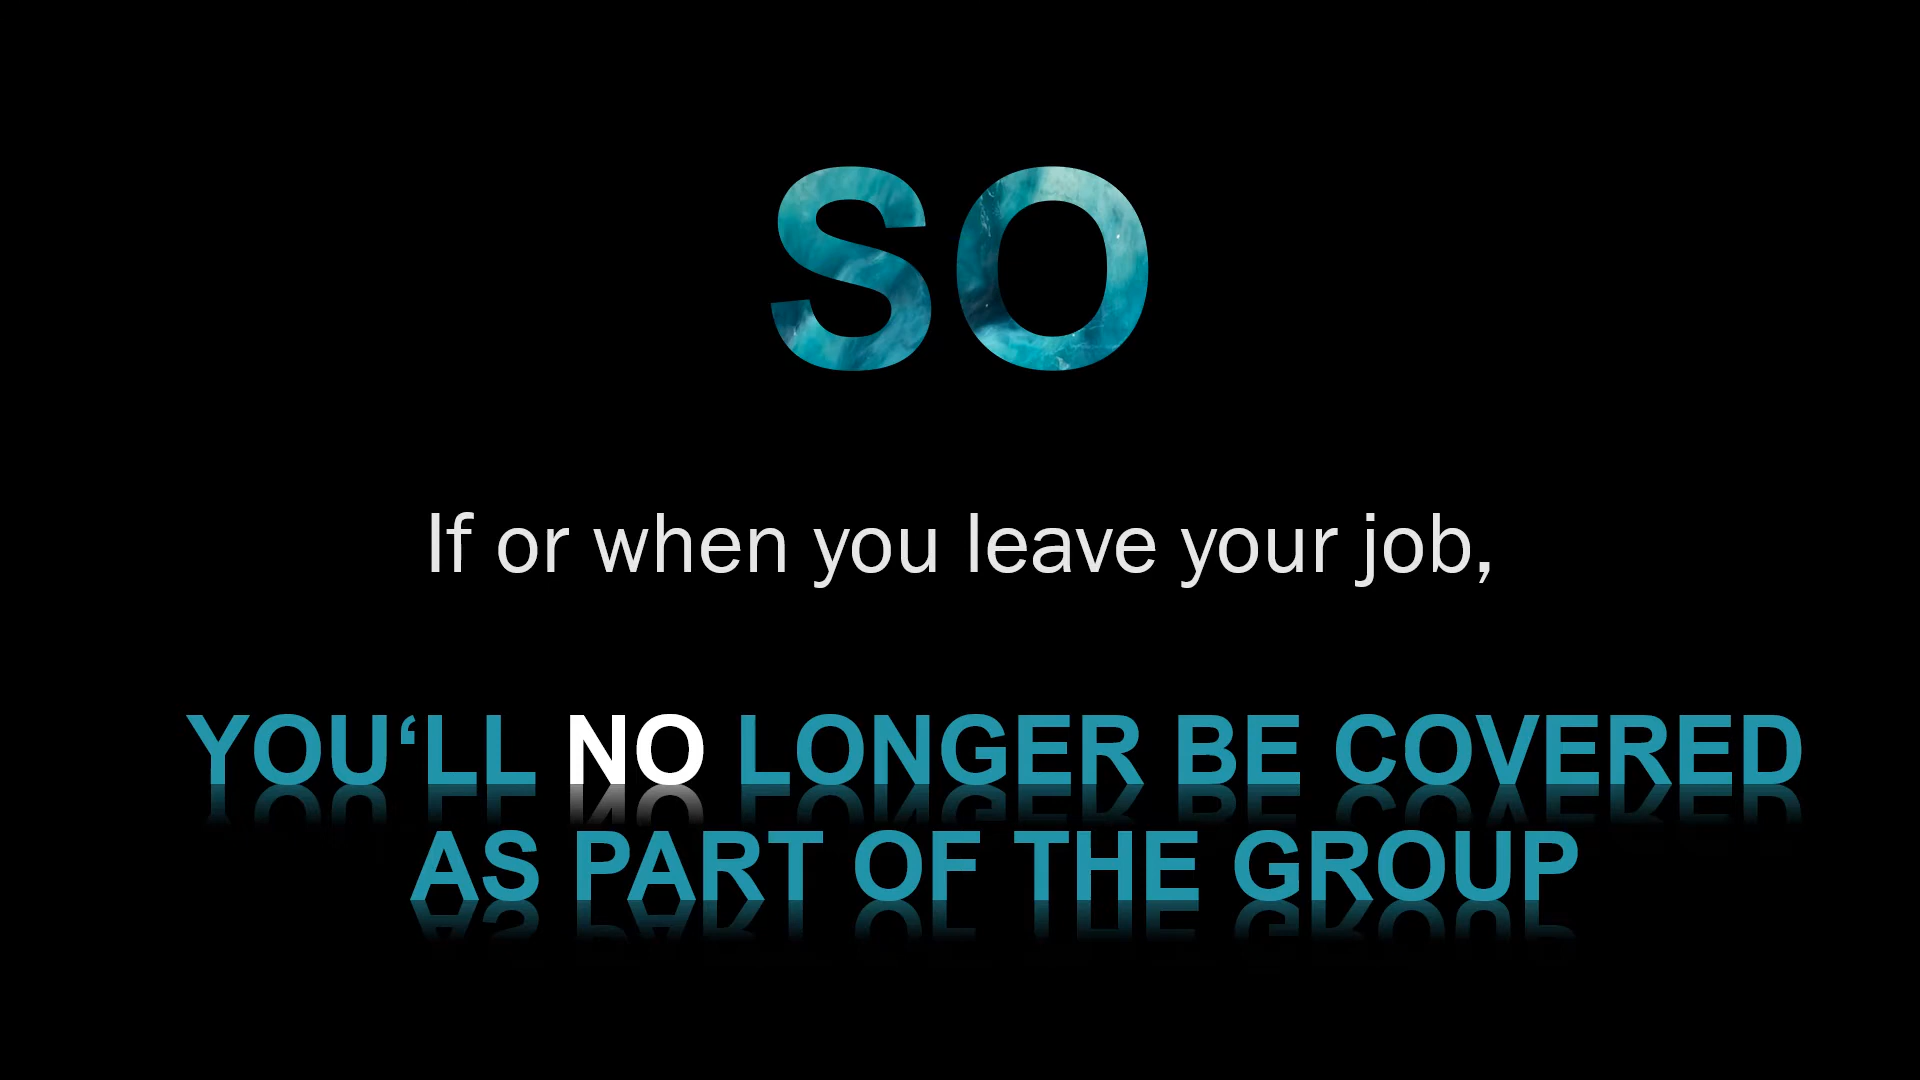 SO
If or when you leave your job,
YOU‘LL NO LONGER BE COVERED
AS PART OF THE GROUP